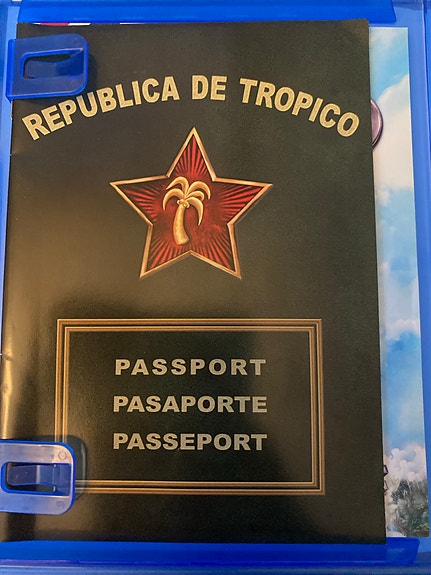 REPUBLICA DE TROPICO
PASSPORT
PASAPORTE
PASSEPORT